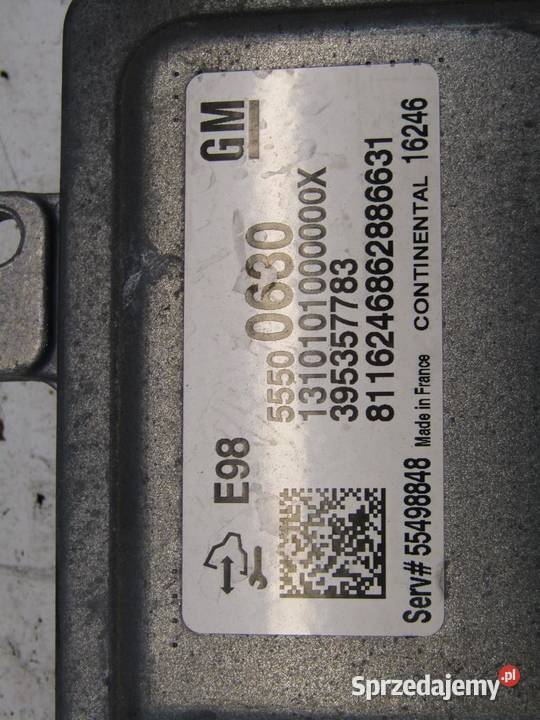 GM
E98
5550 0630
13101010000000X
395357783
8116246862886631
Serv# 55498848 Made in France CONTINENTAL 16246
Sprzedajemy.pl